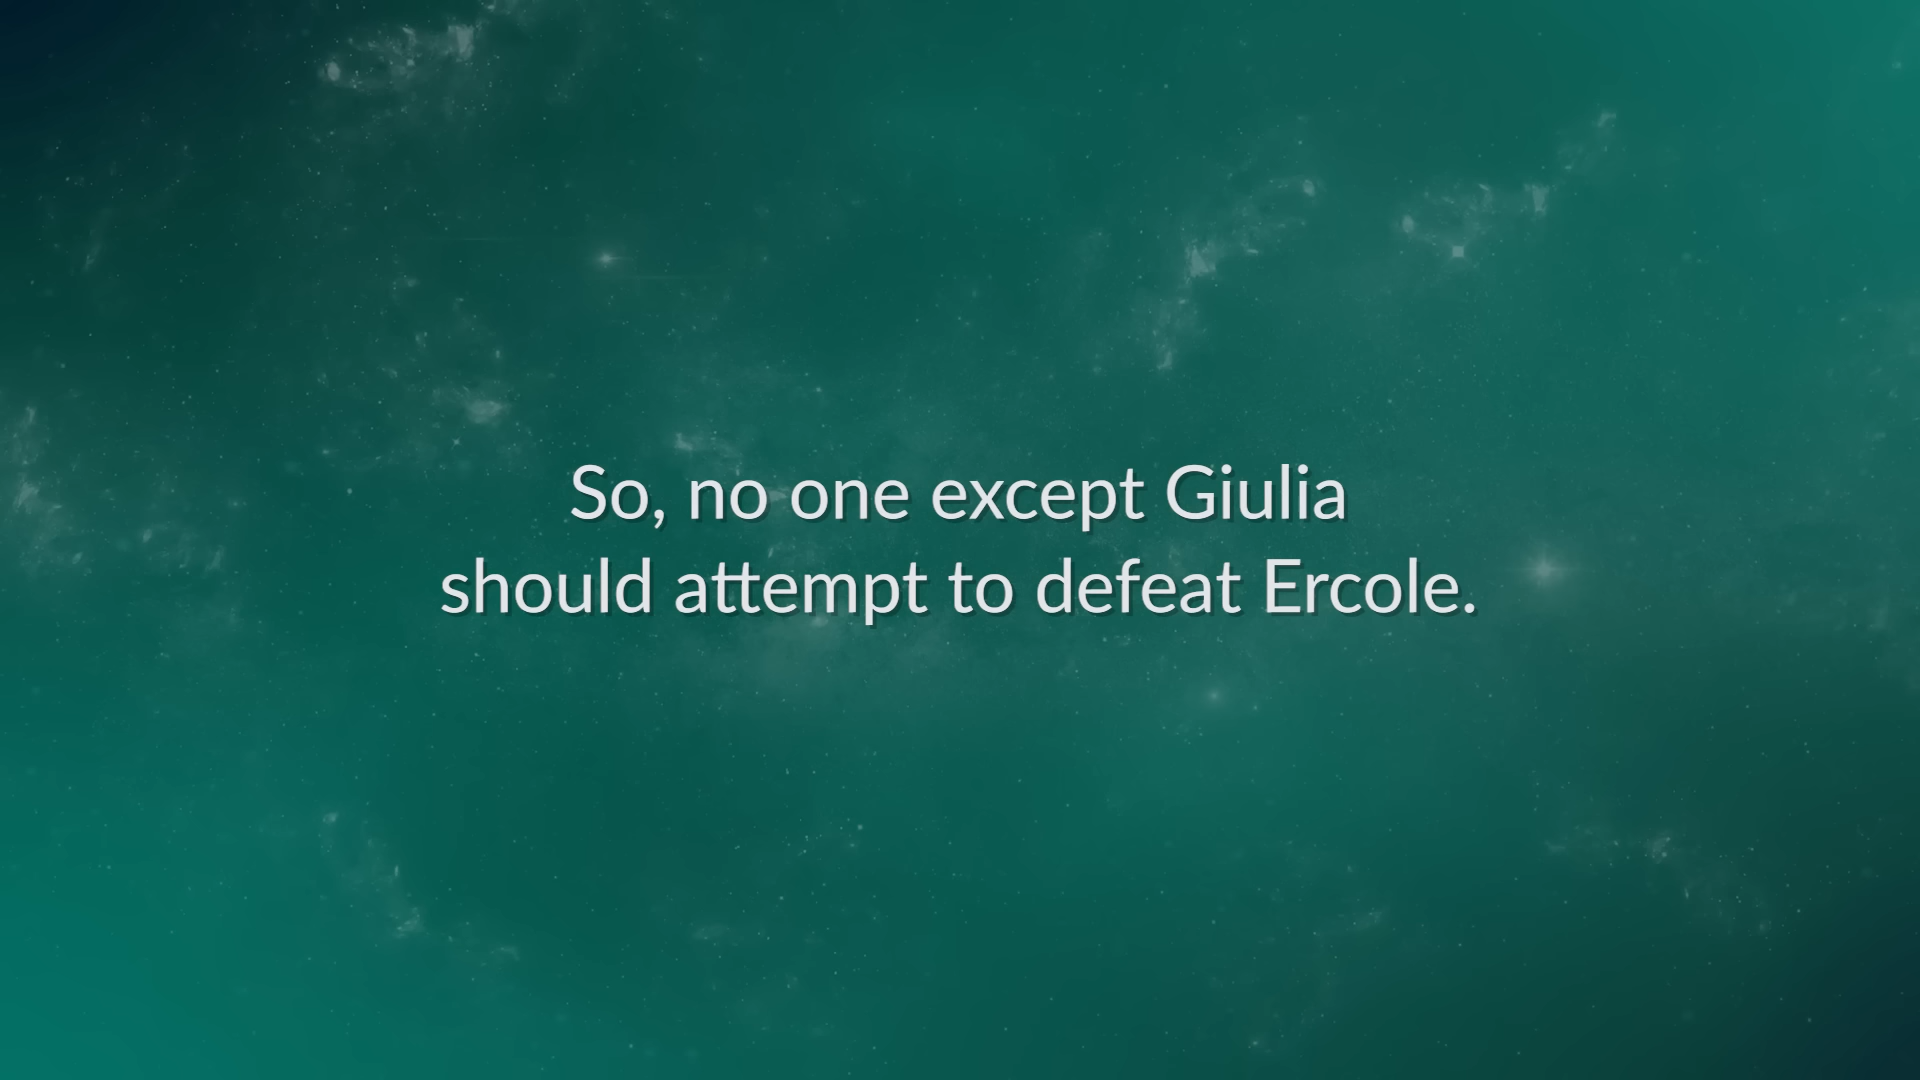 So, no one except Giulia
should attempt to defeat Ercole.